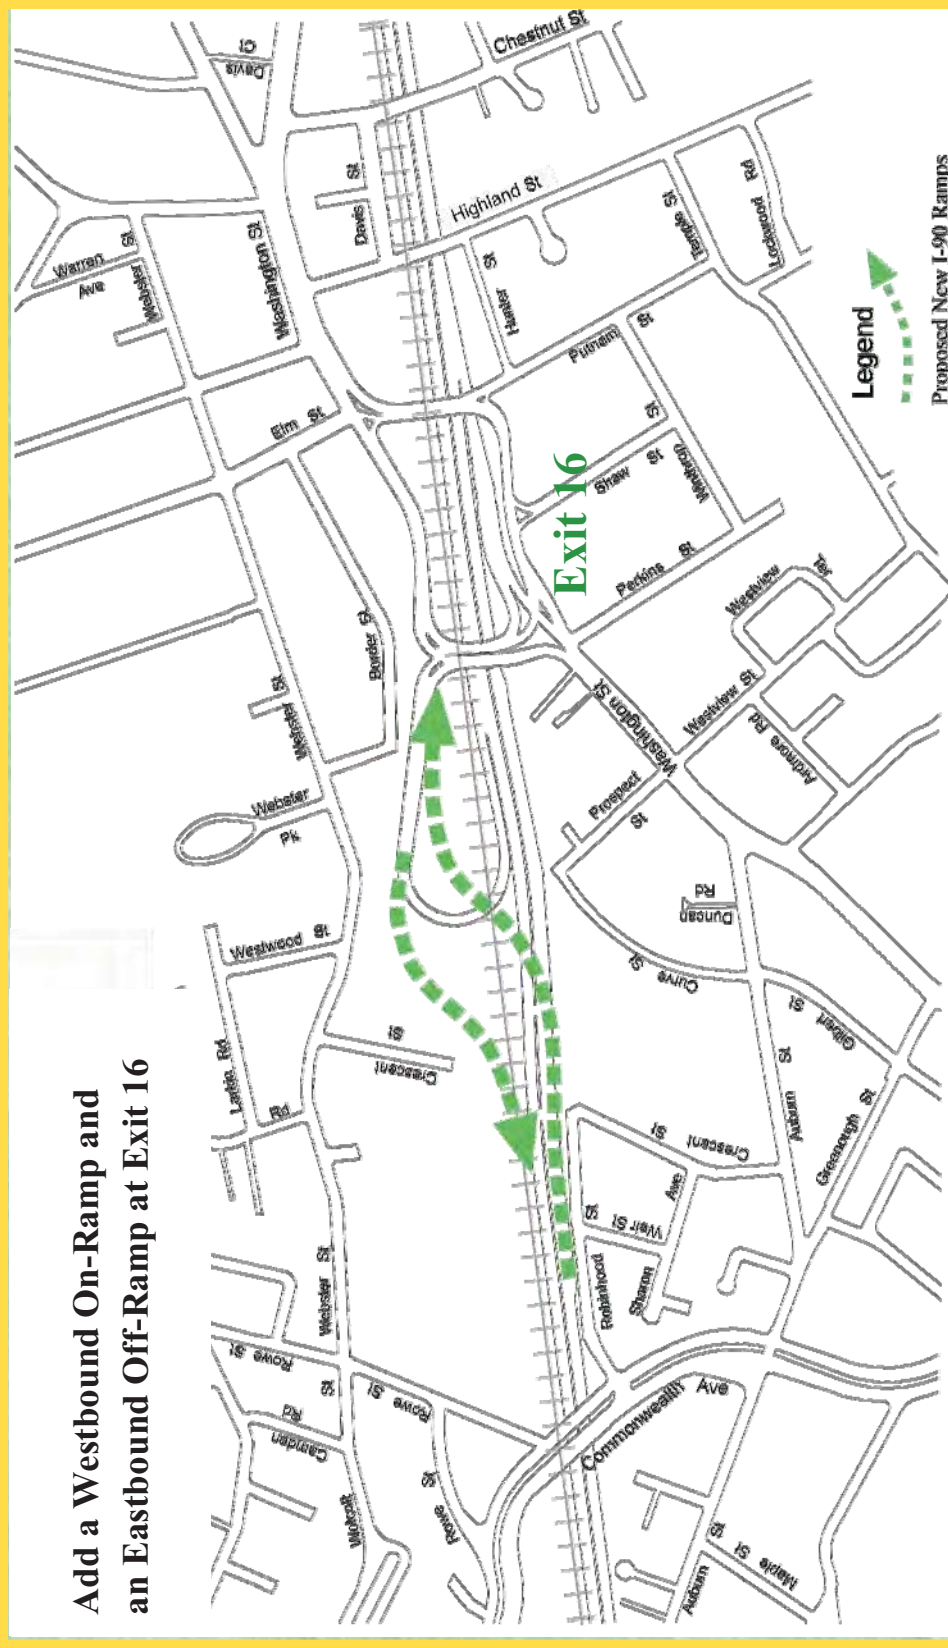 Add a Westbound On-Ramp and
an Eastbound Off-Ramp at Exit 16
Davis
Ct
Chestnut St
Warren
Ave
Webster
St
Washington St
Davis
St
Highland St
Hunter
St
Temple St
Lockwood
Rd
Elm St
Putnam
St
Exit 16
Shaw
St
St
Winthrop
Perkins
St
Webster
St
Border St
Washington St
Westview
Ter
Westview St
Ardmore Rd
Webster
Pk
Prospect
St
Westwood St
Larkin Rd
Rd
Crescent
St
Curve
St
Duncan
Rd
Gilbert
St
Auburn
St
Greenough St
Crescent
St
Weir St
Robinhood
St
Sharon
Ave
Webster
St
Rowe St
Camden
Rd
Wolcott
St
Rowe St
Rowe
St
Commonwealth Ave
Auburn
St
Maple
St
Legend
Proposed New I-90 Ramps